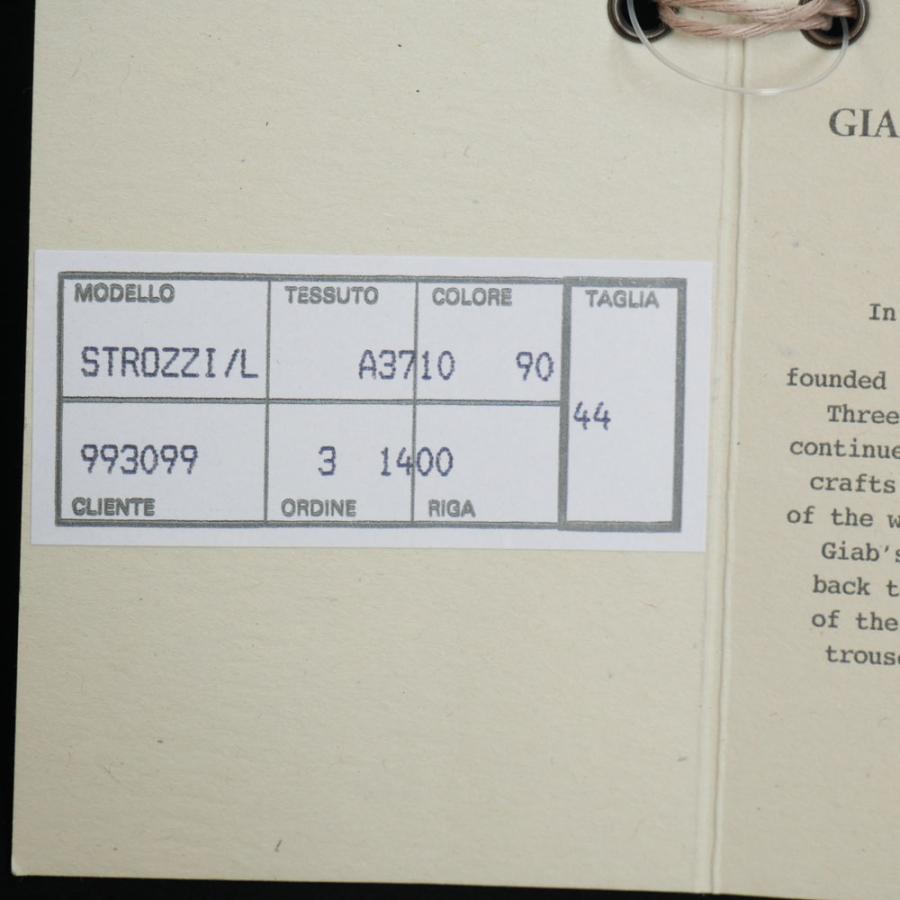 MODELLO TESSUTO COLORE TAGLIA
STROZZI/L A3710 90
44
993099 3 1400
CLIENTE ORDINE RIGA
GIA
In
founded
Three
continue
crafts
of the w
Giab's
back t
of the
trous